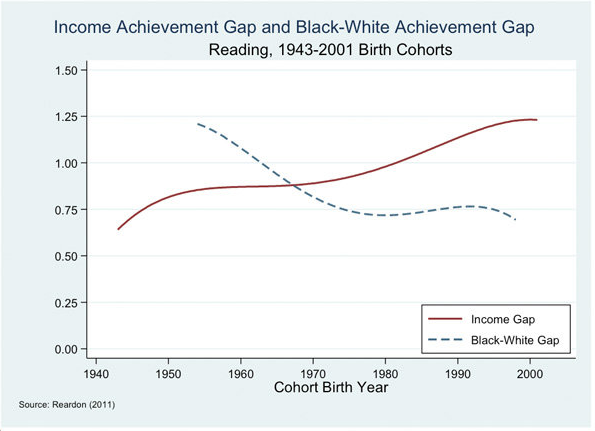 Income Achievement Gap and Black-White Achievement Gap
Reading, 1943-2001 Birth Cohorts
1.50
1.25
1.00
0.75
0.50
0.25
0.00
Income Gap
Black-White Gap
1940 1950 1960 1970 1980 1990 2000
Cohort Birth Year
Source: Reardon (2011)